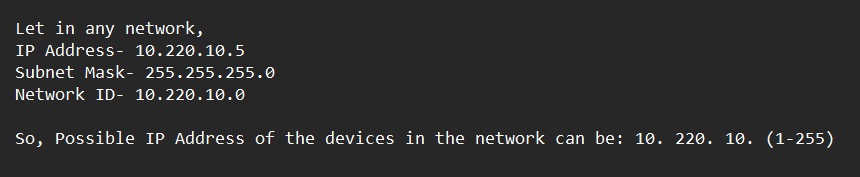 Let in any network,
IP Address- 10.220.10.5
Subnet Mask- 255.255.255.0
Network ID- 10.220.10.0
So, Possible IP Address of the devices in the network can be: 10. 220. 10. (1-255)